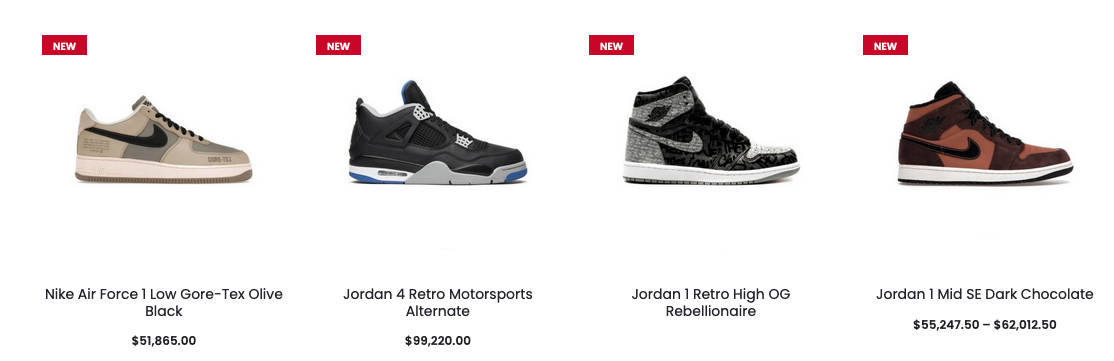 NEW
NEW
NEW
NEW
GORE-TEX
Nike Air Force 1 Low Gore-Tex Olive
Black
$51,865.00
Jordan 4 Retro Motorsports
Alternate
$99,220.00
Jordan 1 Retro High OG
Rebellionaire
Jordan 1 Mid SE Dark Chocolate
$55,247.50 – $62,012.50